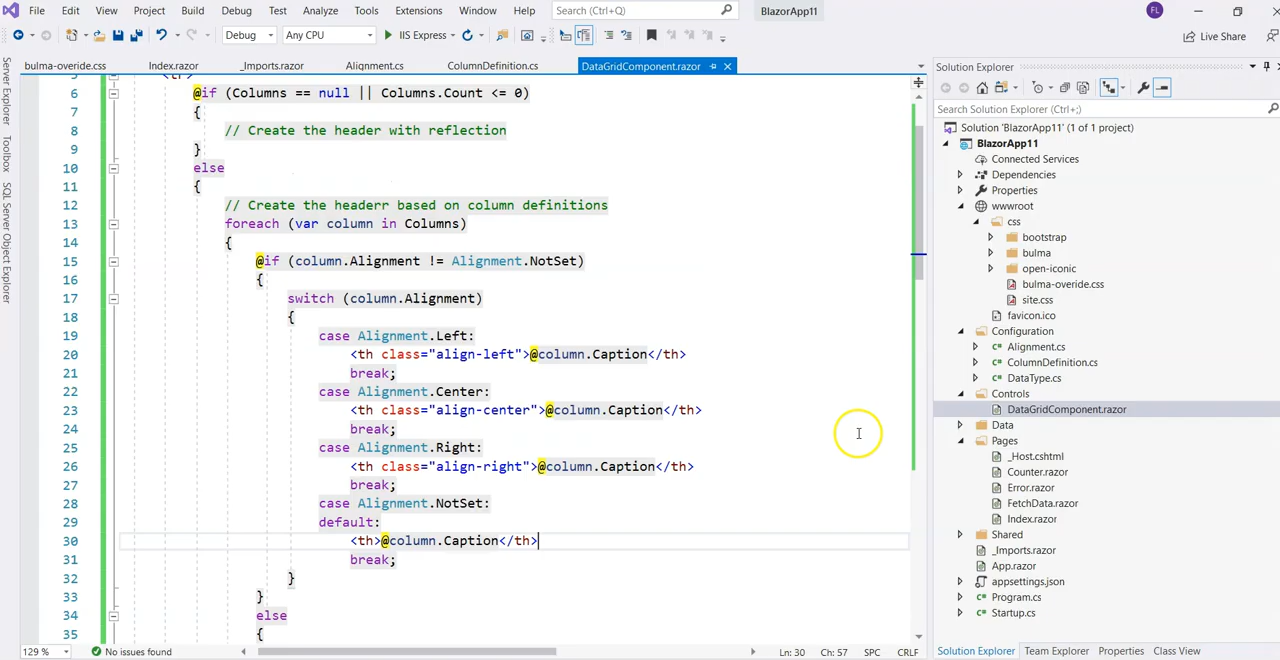 File Edit View Project Build Debug Test Analyze Tools Extensions Window Help Search (Ctrl+Q) BlazorApp11 FL
Debug Any CPU IIS Express Live Share
bulma-overide.css Index.razor _Imports.razor Alignment.cs ColumnDefinition.cs DataGridComponent.razor
Server Explorer
Toolbox
SQL Server Object Explorer
6 @if (Columns == null || Columns.Count <= 0)
7 {
8 // Create the header with reflection
9 }
10 else
11 {
12 // Create the headerr based on column definitions
13 foreach (var column in Columns)
14 {
15 @if (column.Alignment != Alignment.NotSet)
16 {
17 switch (column.Alignment)
18 {
19 case Alignment.Left:
20 <th class="align-left">@column.Caption</th>
21 break;
22 case Alignment.Center:
23 <th class="align-center">@column.Caption</th>
24 break;
25 case Alignment.Right:
26 <th class="align-right">@column.Caption</th>
27 break;
28 case Alignment.NotSet:
29 default:
30 <th>@column.Caption</th>
31 break;
32 }
33 }
34 else
35 {
129 % No issues found Ln: 30 Ch: 57 SPC CRLF
Solution Explorer
Search Solution Explorer (Ctrl+;)
Solution 'BlazorApp11' (1 of 1 project)
BlazorApp11
Connected Services
Dependencies
Properties
wwwroot
css
bootstrap
bulma
open-iconic
bulma-overide.css
site.css
favicon.ico
Configuration
Alignment.cs
ColumnDefinition.cs
DataType.cs
Controls
DataGridComponent.razor
Data
Pages
_Host.cshtml
Counter.razor
Error.razor
FetchData.razor
Index.razor
Shared
_Imports.razor
App.razor
appsettings.json
Program.cs
Startup.cs
Solution Explorer Team Explorer Properties Class View